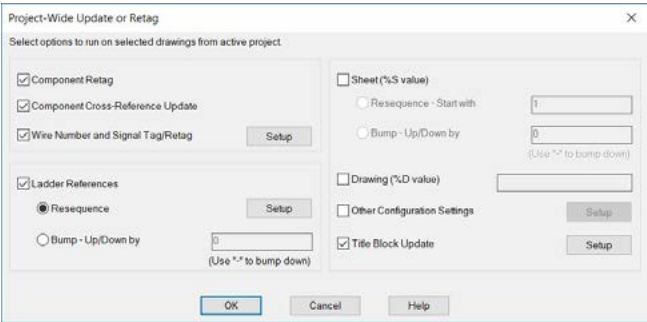 Project-Wide Update or Retag
Select options to run on selected drawings from active project
Component Retag
Component Cross-Reference Update
Wire Number and Signal Tag/Retag Setup
Ladder References
Resequence Setup
Bump - Up/Down by 0
(Use "-" to bump down)
Sheet (%S value)
Resequence - Start with 1
Bump - Up/Down by 0
(Use "-" to bump down)
Drawing (%D value)
Other Configuration Settings Setup
Title Block Update Setup
OK Cancel Help